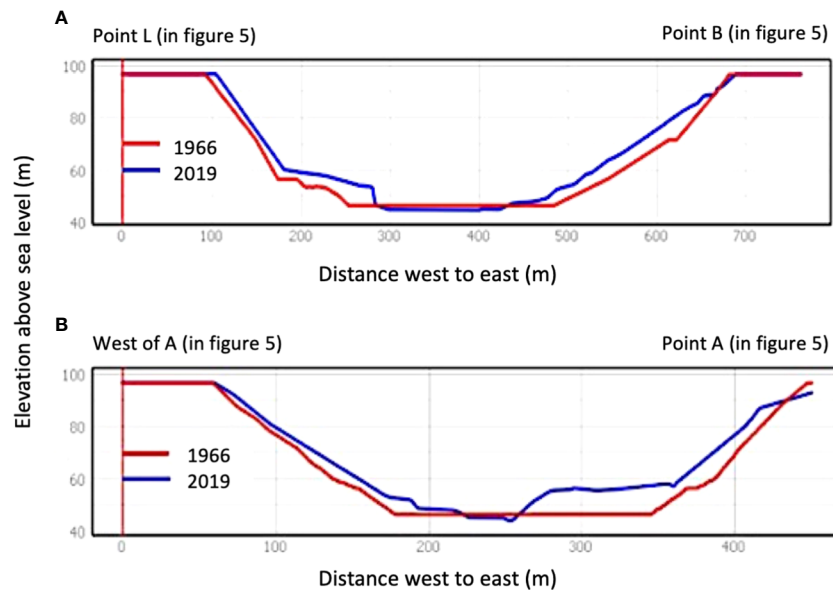 A
Point L (in figure 5) Point B (in figure 5)
100
80
60
40
1966
2019
0 100 200 300 400 500 600 700
Distance west to east (m)
Elevation above sea level (m)
B
West of A (in figure 5) Point A (in figure 5)
100
80
60
40
1966
2019
0 100 200 300 400
Distance west to east (m)